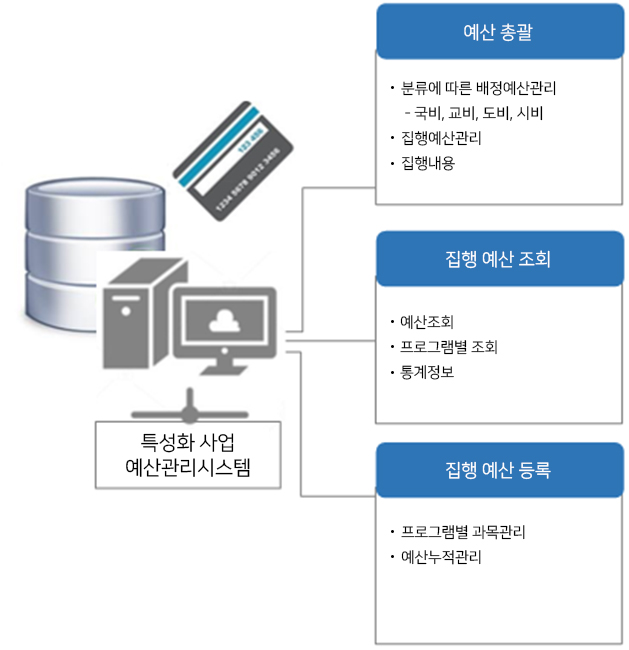 예산 총괄
• 분류에 따른 배정예산관리
- 국비, 교비, 도비, 시비
• 집행예산관리
• 집행내용
123 456
1234 5678 9012 3456
집행 예산 조회
• 예산조회
• 프로그램별 조회
• 통계정보
특성화 사업
예산관리시스템
집행 예산 등록
• 프로그램별 과목관리
• 예산누적관리